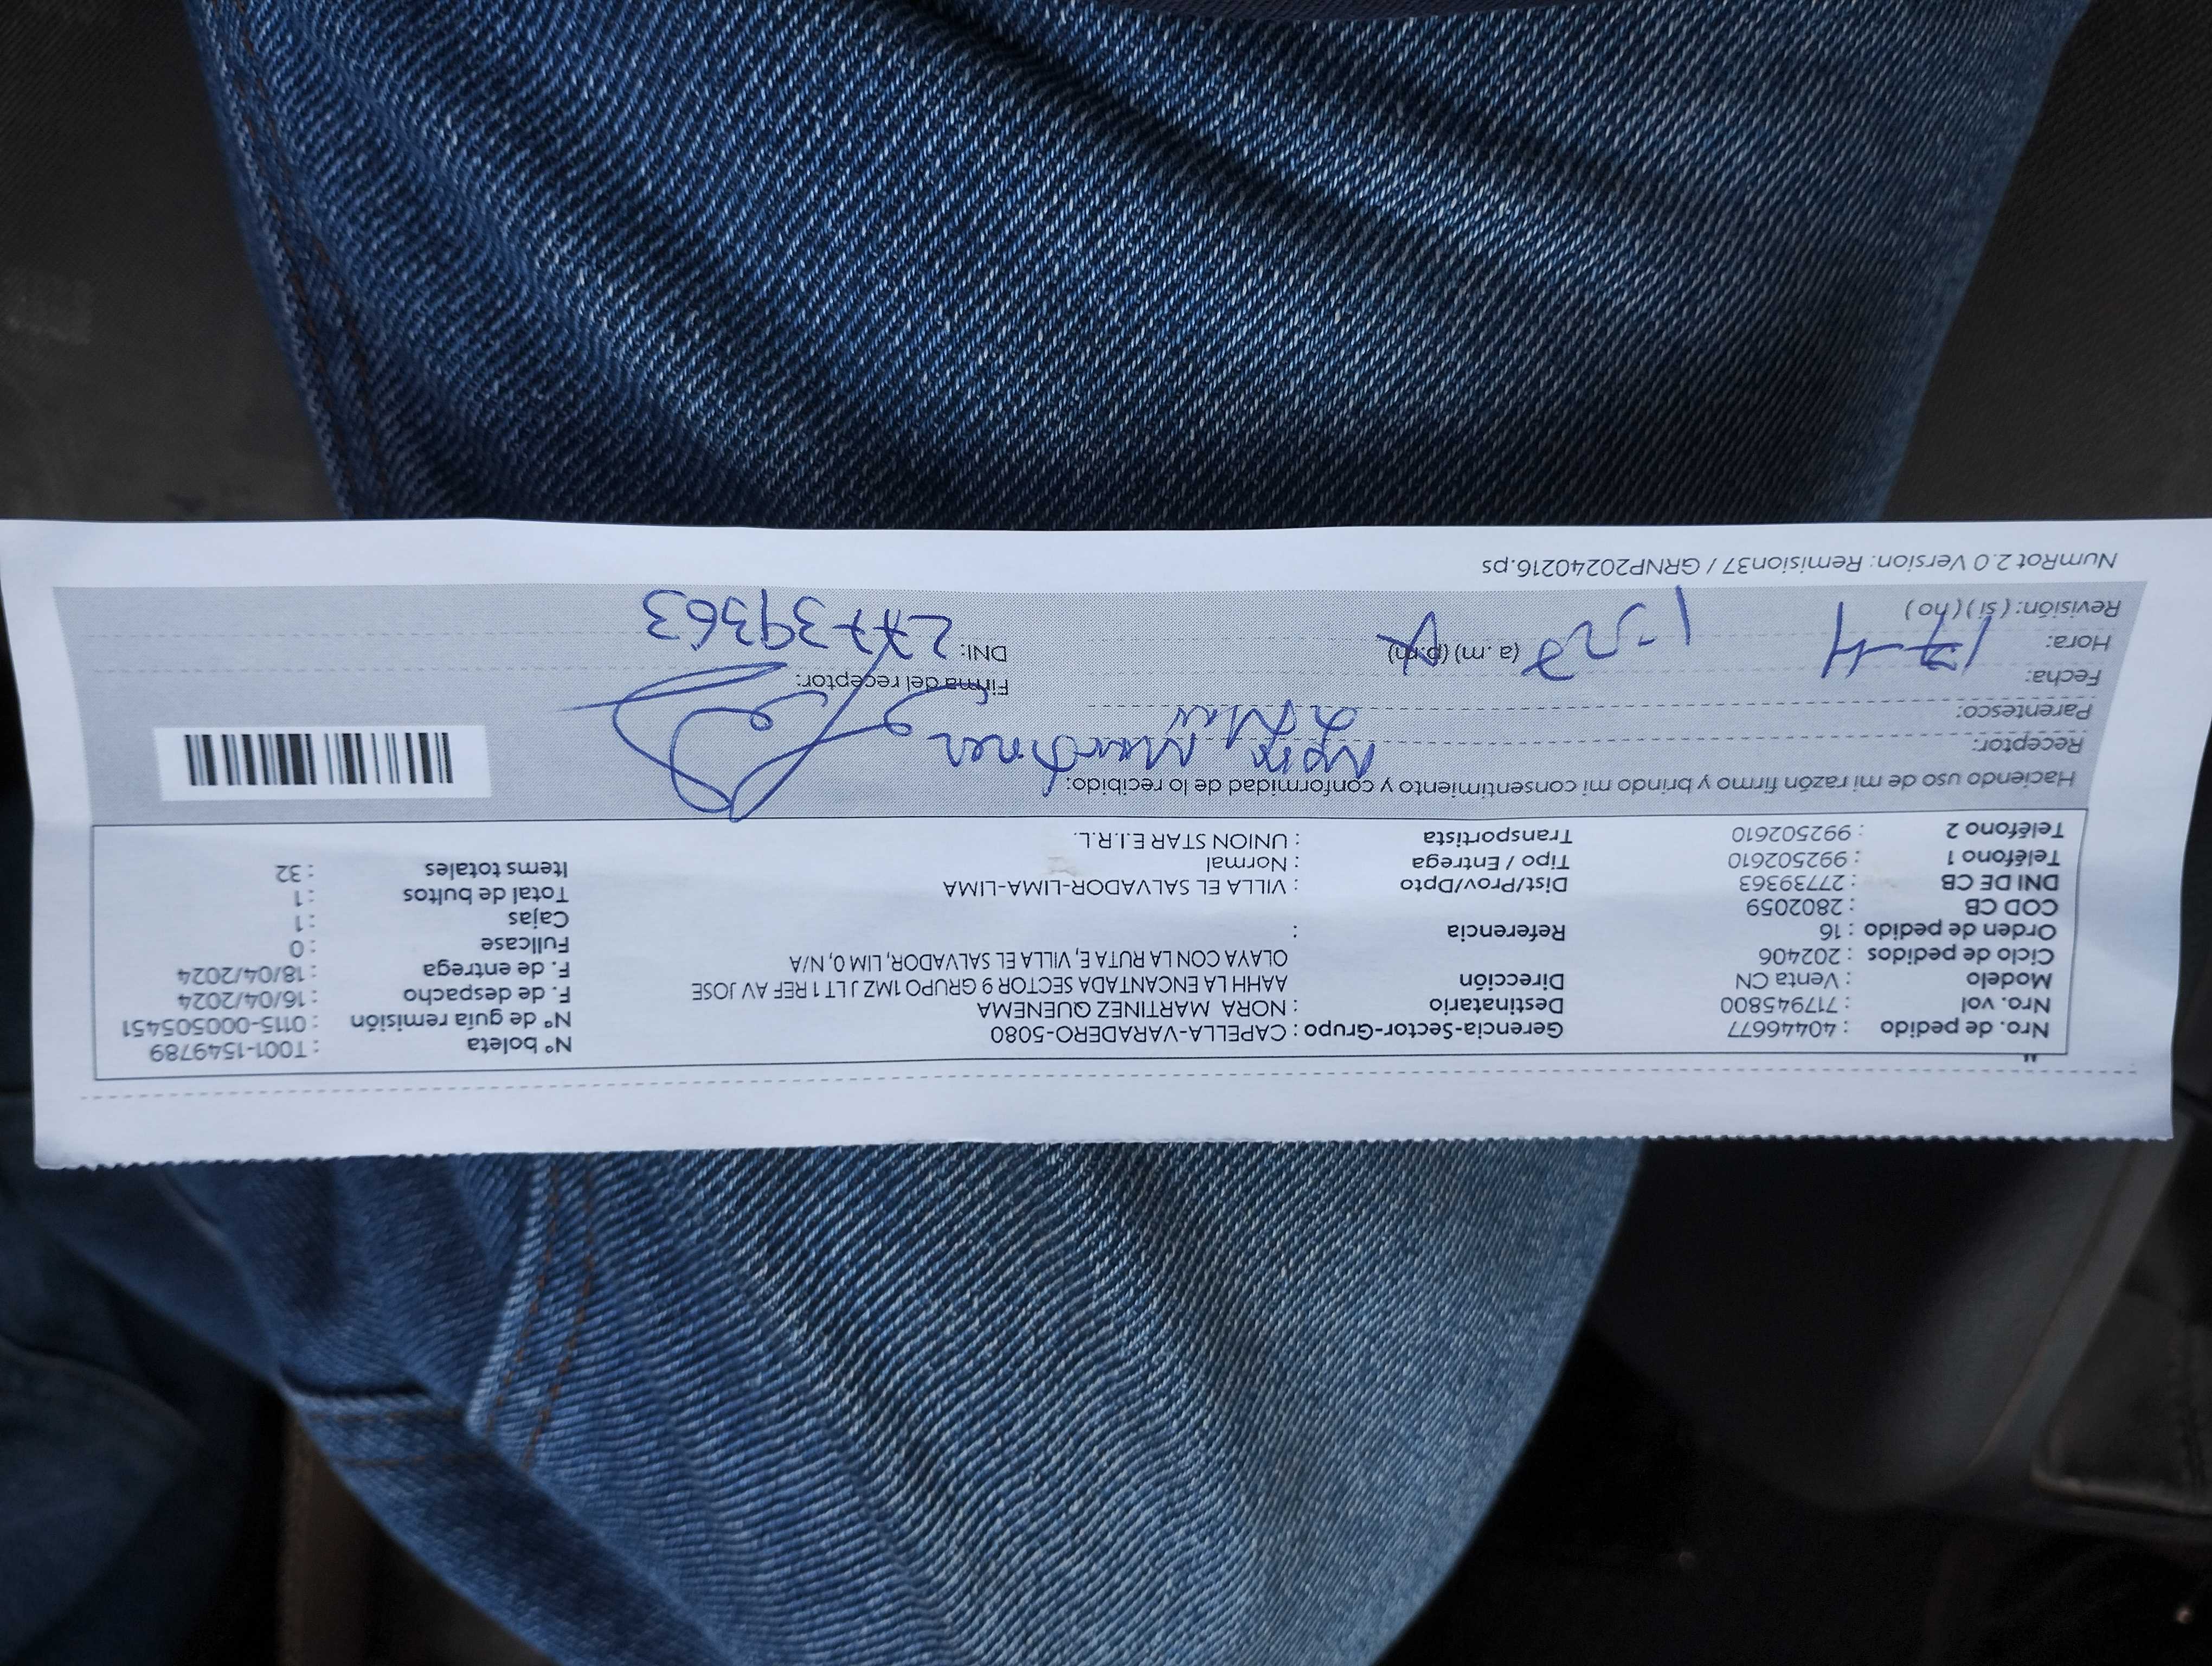 Nro. de pedido : 40446677 Gerencia-Sector-Grupo : CAPELLA-VARADERO-5080 Nº boleta : T001-1549789
Nro. vol : 717945800 Destinatario : NORA MARTINEZ QUENEMA Nº de guía remisión : 0115-000505451
Modelo : Venta CN Dirección AAHH LA ENCANTADA SECTOR 9 GRUPO 1MZ J LT 1 REF AV JOSE F. de despacho : 16/04/2024
Ciclo de pedidos : 202406 OLAYA CON LA RUTA E, VILLA EL SALVADOR, LIM 0, N/A F. de entrega : 18/04/2024
Orden de pedido : 16 Referencia : Fullcase : 0
COD CB : 2802059 Cajas : 1
DNI DE CB : 27739363 Dist/Prov/Dpto : VILLA EL SALVADOR-LIMA-LIMA Total de bultos : 1
Teléfono 1 : 992502610 Tipo / Entrega : Normal Items totales : 32
Teléfono 2 : 992502610 Transportista : UNION STAR E.I.R.L.
Haciendo uso de mi razón firmo y brindo mi consentimiento y conformidad de lo recibido:
Receptor: Martinez
Parentesco:
Fecha: 17-4 Firma del receptor:
Hora: (a. m) (p.m) DNI: 27739363
Revisión: ( si ) ( no )
NumRot 2.0 Version: Remision37 / GRNP20240216.ps